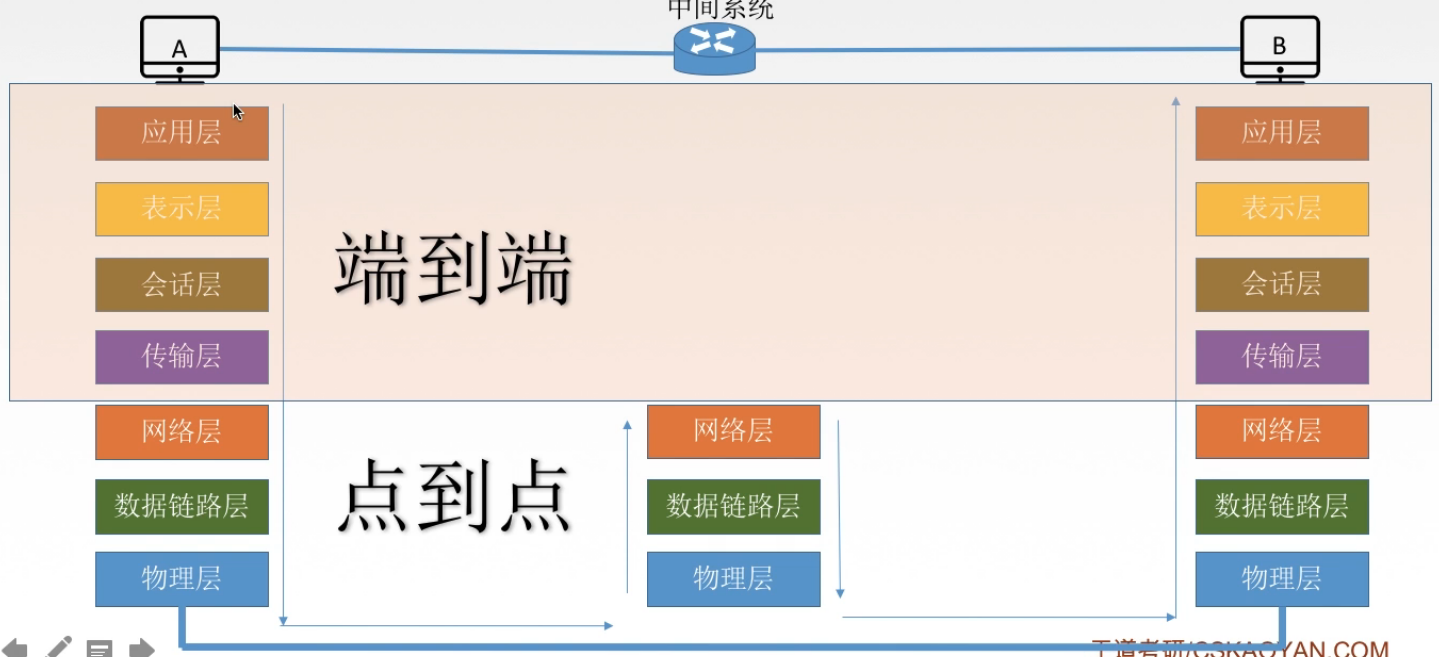 中间系统
A
B
应用层
应用层
表示层
表示层
端到端
会话层
会话层
传输层
传输层
网络层
网络层
网络层
点到点
数据链路层
数据链路层
数据链路层
物理层
物理层
物理层
王道考研/CSKAOYAN.COM